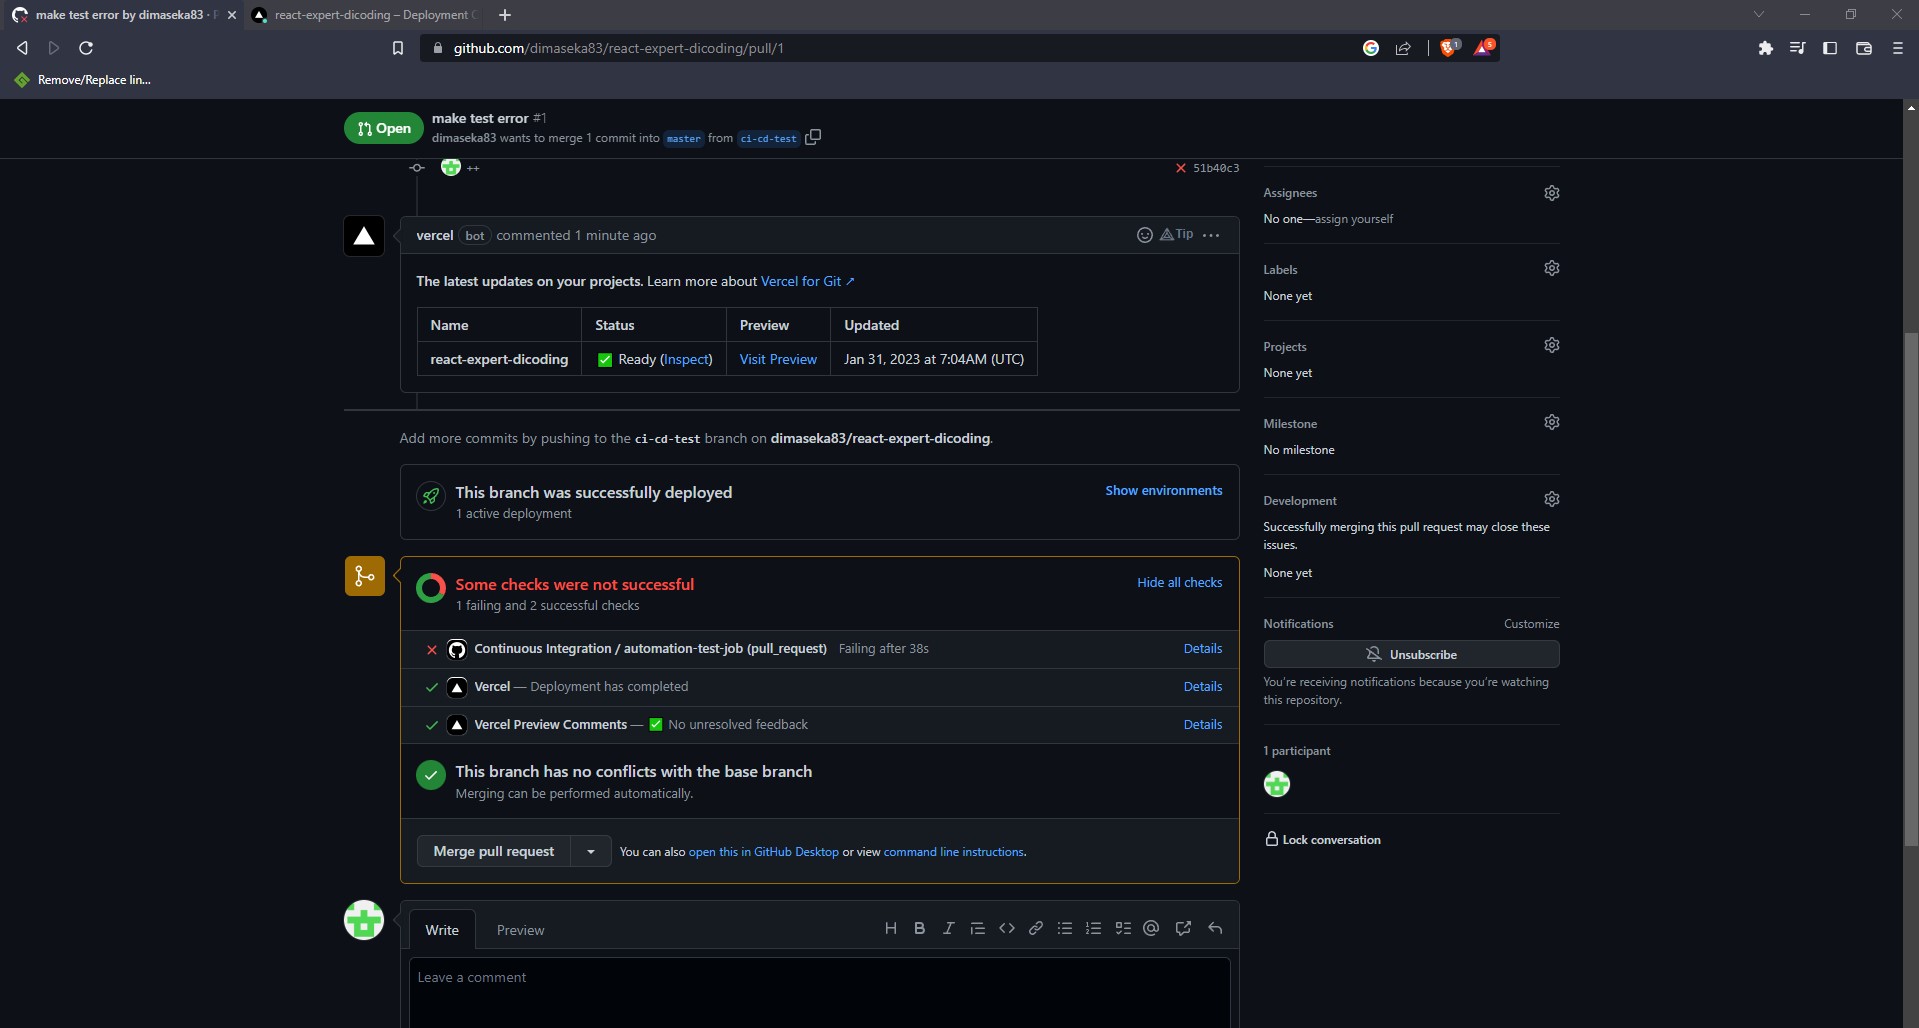 make test error by dimaseka83 ·
react-expert-dicoding – Deployment
github.com/dimaseka83/react-expert-dicoding/pull/1
1
5
Remove/Replace lin...
Open
make test error #1
dimaseka83 wants to merge 1 commit into master from ci-cd-test
++
51b40c3
vercel bot commented 1 minute ago
Tip
The latest updates on your projects. Learn more about Vercel for Git ↗
Name Status Preview Updated
react-expert-dicoding ✅ Ready (Inspect) Visit Preview Jan 31, 2023 at 7:04AM (UTC)
Add more commits by pushing to the ci-cd-test branch on dimaseka83/react-expert-dicoding.
This branch was successfully deployed
Show environments
1 active deployment
Some checks were not successful
Hide all checks
1 failing and 2 successful checks
Continuous Integration / automation-test-job (pull_request) Failing after 38s
Details
Vercel — Deployment has completed
Details
Vercel Preview Comments — ✅ No unresolved feedback
Details
This branch has no conflicts with the base branch
Merging can be performed automatically.
Merge pull request
You can also open this in GitHub Desktop or view command line instructions.
Write
Preview
Leave a comment
Assignees
No one—assign yourself
Labels
None yet
Projects
None yet
Milestone
No milestone
Development
Successfully merging this pull request may close these
issues.
None yet
Notifications
Customize
Unsubscribe
You're receiving notifications because you're watching
this repository.
1 participant
Lock conversation